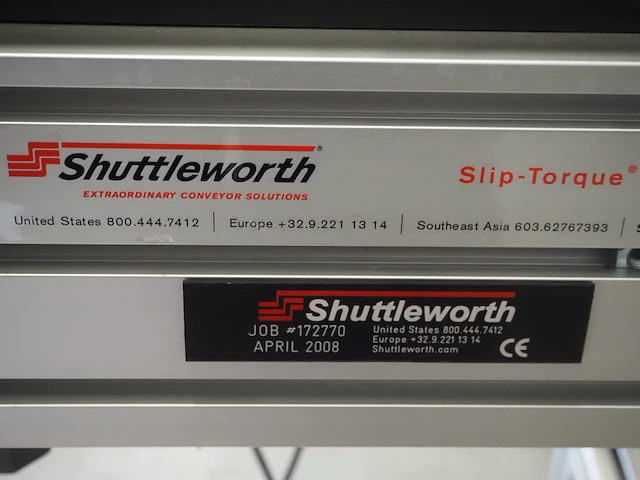 Shuttleworth®
EXTRAORDINARY CONVEYOR SOLUTIONS
Slip-Torque®
United States 800.444.7412 | Europe +32.9.221 13 14 | Southeast Asia 603.62767393 |
Shuttleworth
JOB #172770
APRIL 2008
United States 800.444.7412
Europe +32.9.221 13 14
Shuttleworth.com
CE